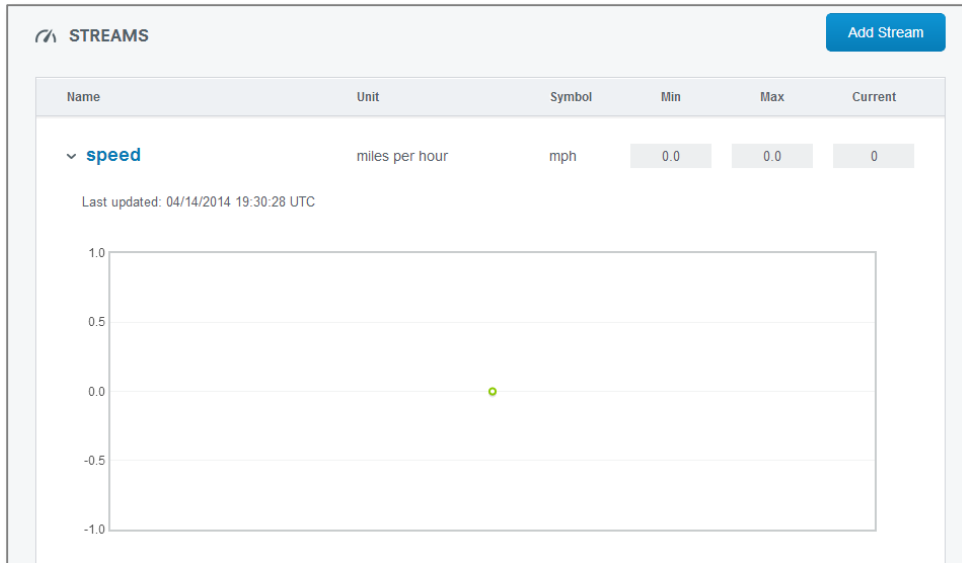 STREAMS
Add Stream
Name Unit Symbol Min Max Current
speed miles per hour mph 0.0 0.0 0
Last updated: 04/14/2014 19:30:28 UTC
1.0
0.5
0.0
-0.5
-1.0